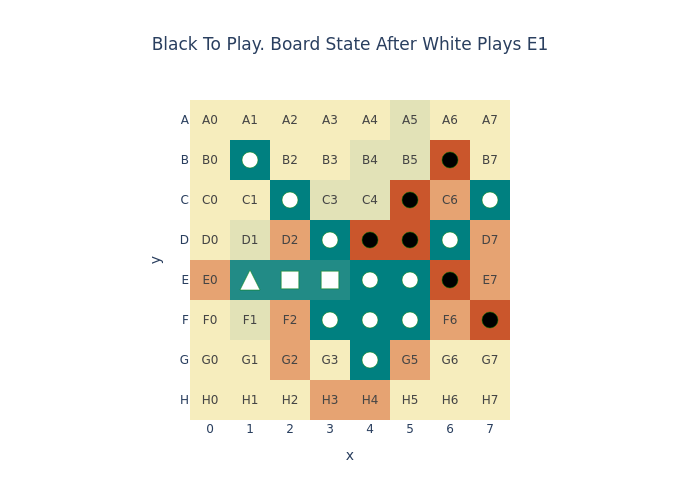 Black To Play. Board State After White Plays E1
A A0 A1 A2 A3 A4 A5 A6 A7
B B0 B2 B3 B4 B5 B7
C C0 C1 C3 C4 C6
D D0 D1 D2 D7
E E0 E7
F F0 F1 F2 F6
G G0 G1 G2 G3 G5 G6 G7
H H0 H1 H2 H3 H4 H5 H6 H7
0 1 2 3 4 5 6 7
x
y